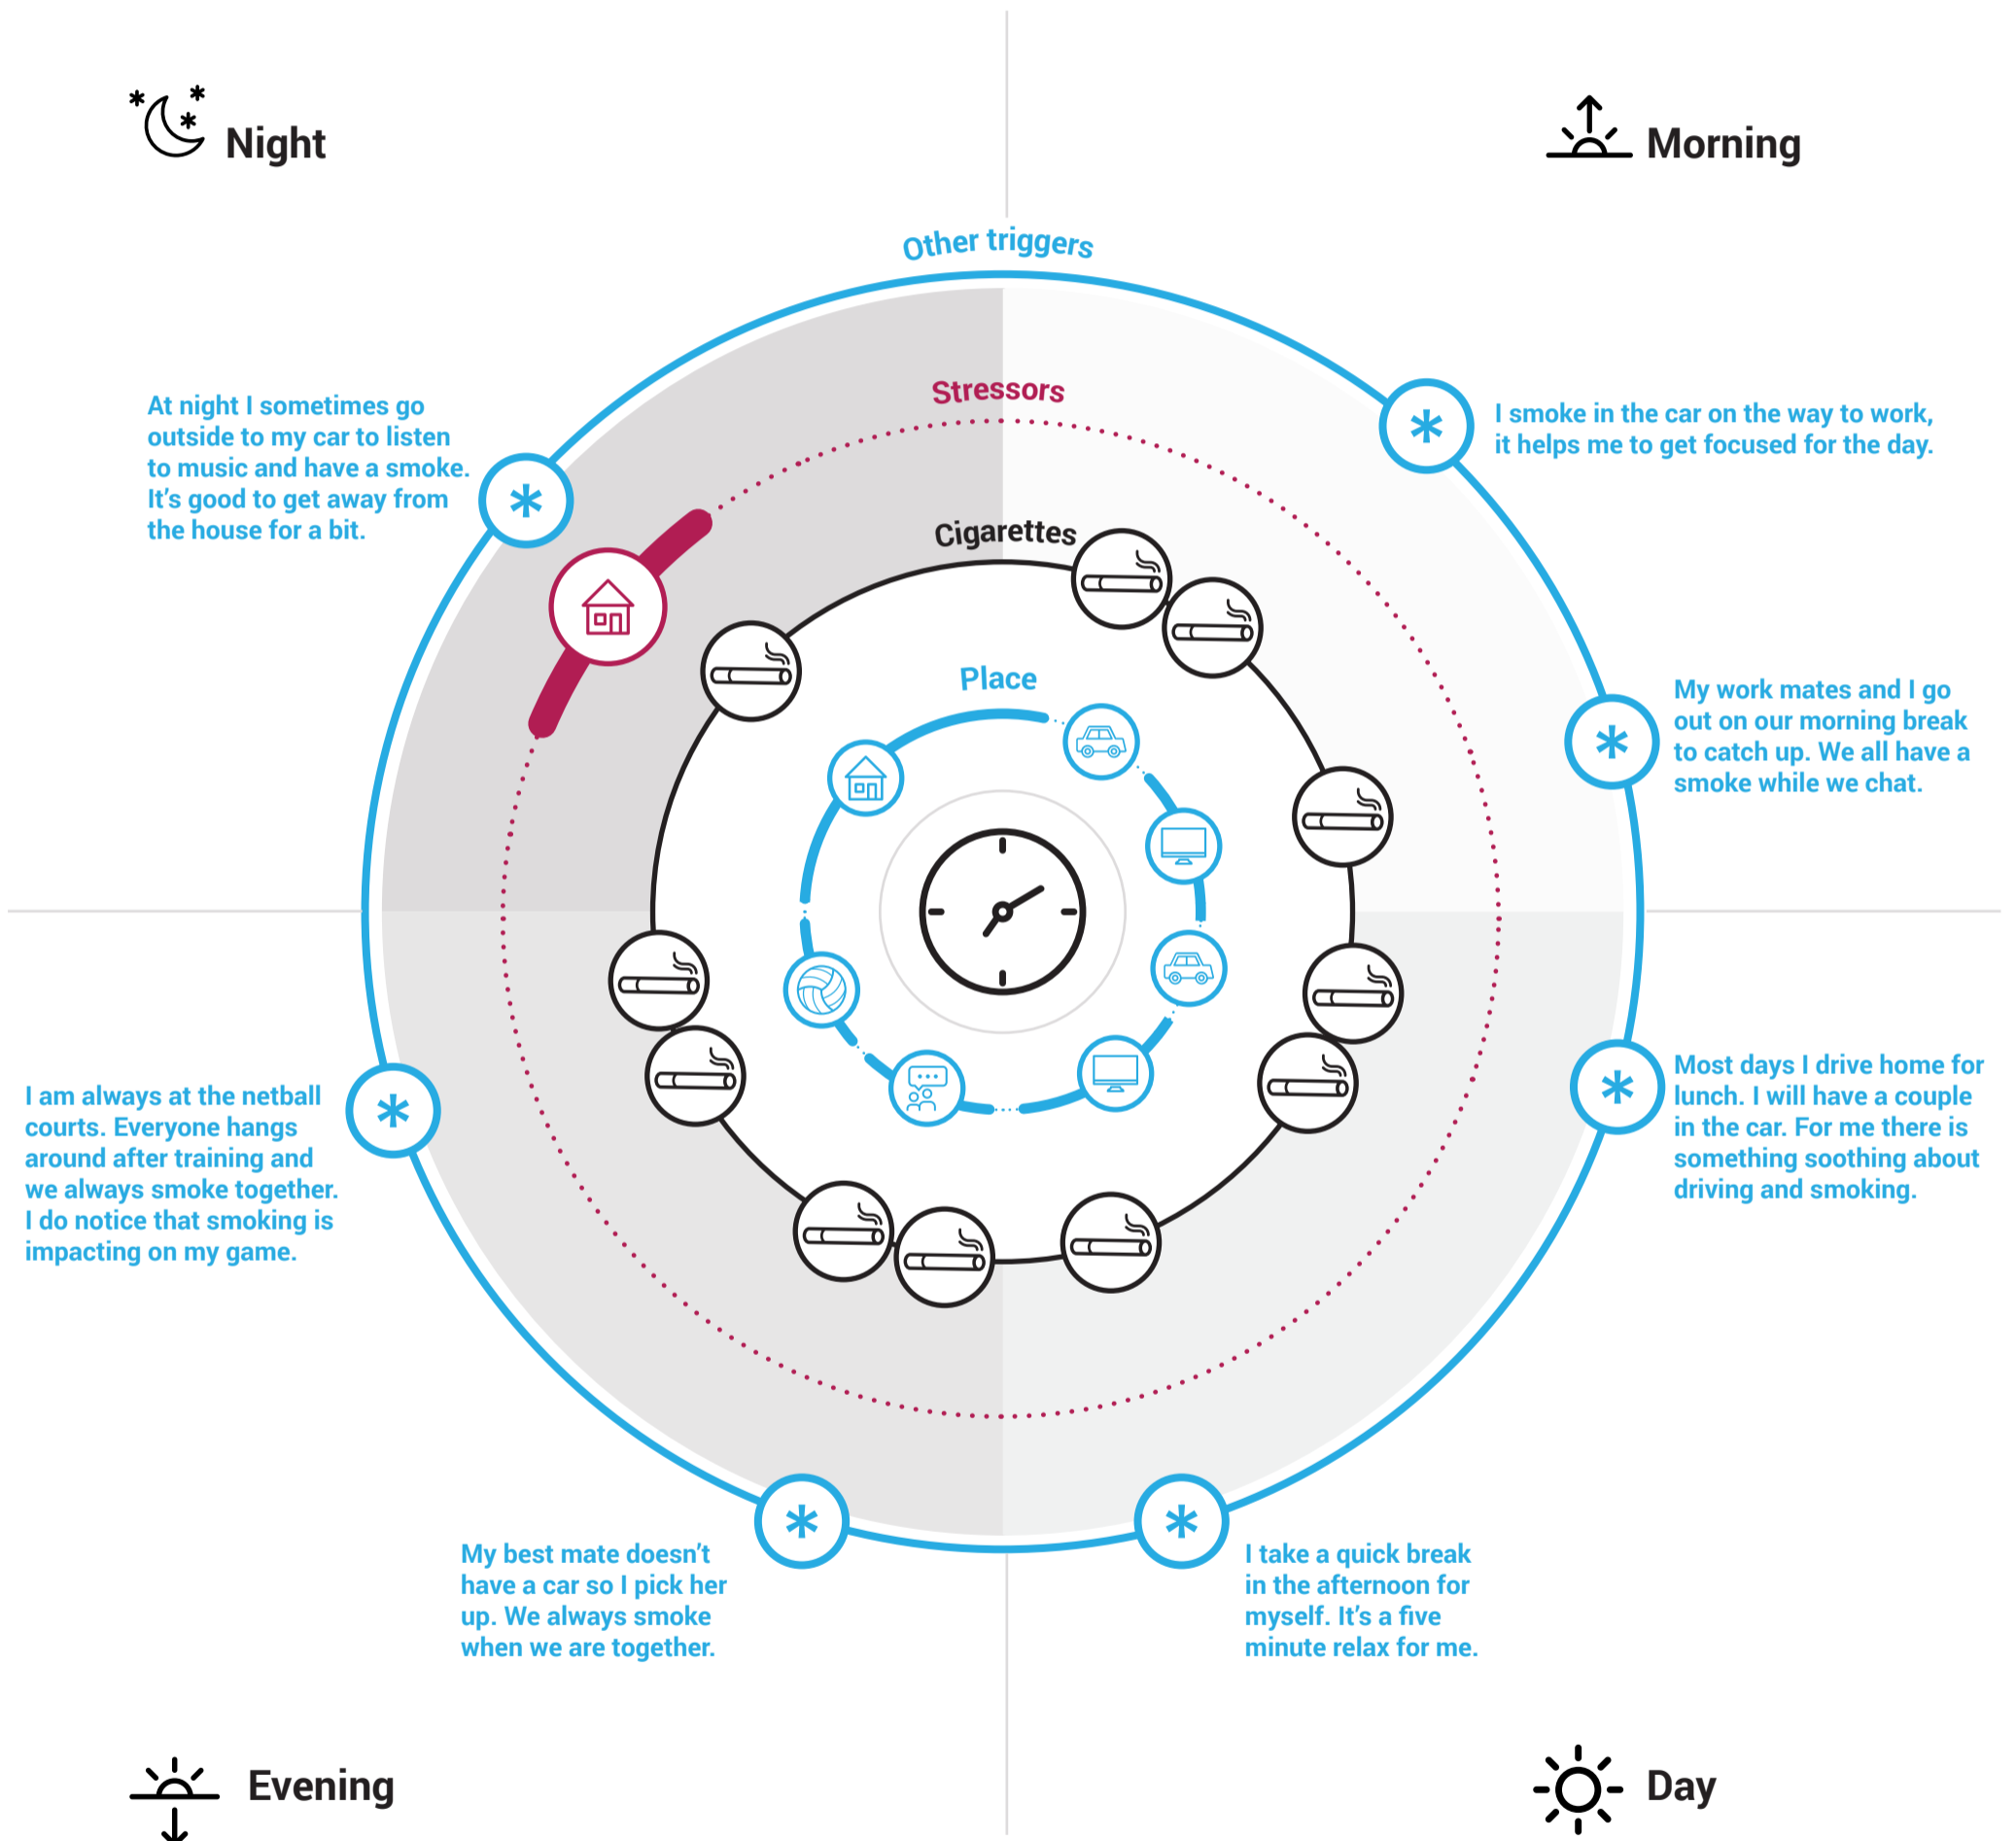 Night
Morning
Other triggers
Stressors
Cigarettes
Place
At night I sometimes go
outside to my car to listen
to music and have a smoke.
It’s good to get away from
the house for a bit.
I smoke in the car on the way to work,
it helps me to get focused for the day.
My work mates and I go
out on our morning break
to catch up. We all have a
smoke while we chat.
Most days I drive home for
lunch. I will have a couple
in the car. For me there is
something soothing about
driving and smoking.
I am always at the netball
courts. Everyone hangs
around after training and
we always smoke together.
I do notice that smoking is
impacting on my game.
My best mate doesn’t
have a car so I pick her
up. We always smoke
when we are together.
I take a quick break
in the afternoon for
myself. It’s a five
minute relax for me.
Evening
Day